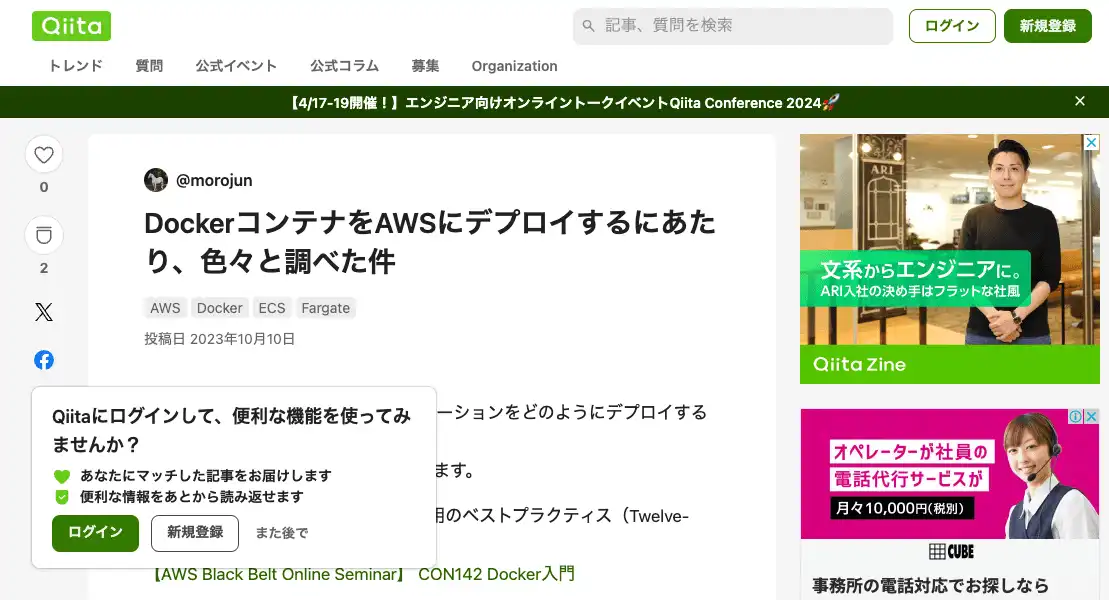 Qiita
記事、質問を検索
ログイン
新規登録
トレンド 質問 公式イベント 公式コラム 募集 Organization
【4/17-19開催！】エンジニア向けオンライントークイベントQiita Conference 2024🚀
0
2
@morojun
DockerコンテナをAWSにデプロイするにあた
り、色々と調べた件
AWS Docker ECS Fargate
投稿日 2023年10月10日
ーションをどのようにデプロイする
ます。
用のベストプラクティス（Twelve-
【AWS Black Belt Online Seminar】 CON142 Docker入門
Qiitaにログインして、便利な機能を使ってみ
ませんか？
あなたにマッチした記事をお届けします
便利な情報をあとから読み返せます
ログイン 新規登録 また後で
ARI
文系からエンジニアに。
ARI入社の決め手はフラットな社風
Qiita Zine
オペレーターが社員の
電話代行サービスが
月々10,000円(税別)
CUBE
事務所の電話対応でお探しなら